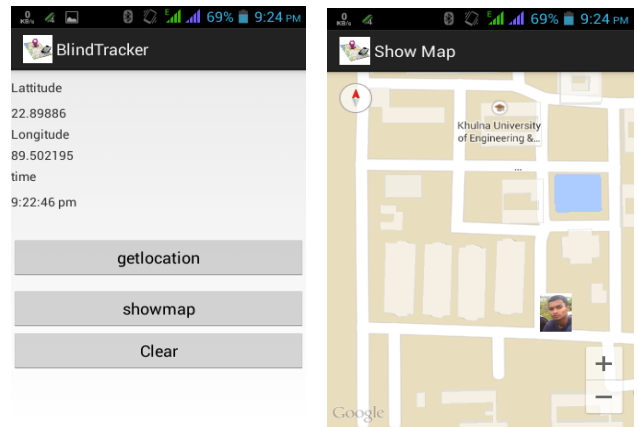 0
KB/s
69%
9:24 PM
BlindTracker
Lattitude
22.89886
Longitude
89.502195
time
9:22:46 pm
getlocation
showmap
Clear
0
KB/s
E
69%
9:24 PM
Show Map
Khulna University
of Engineering &...
...
Google